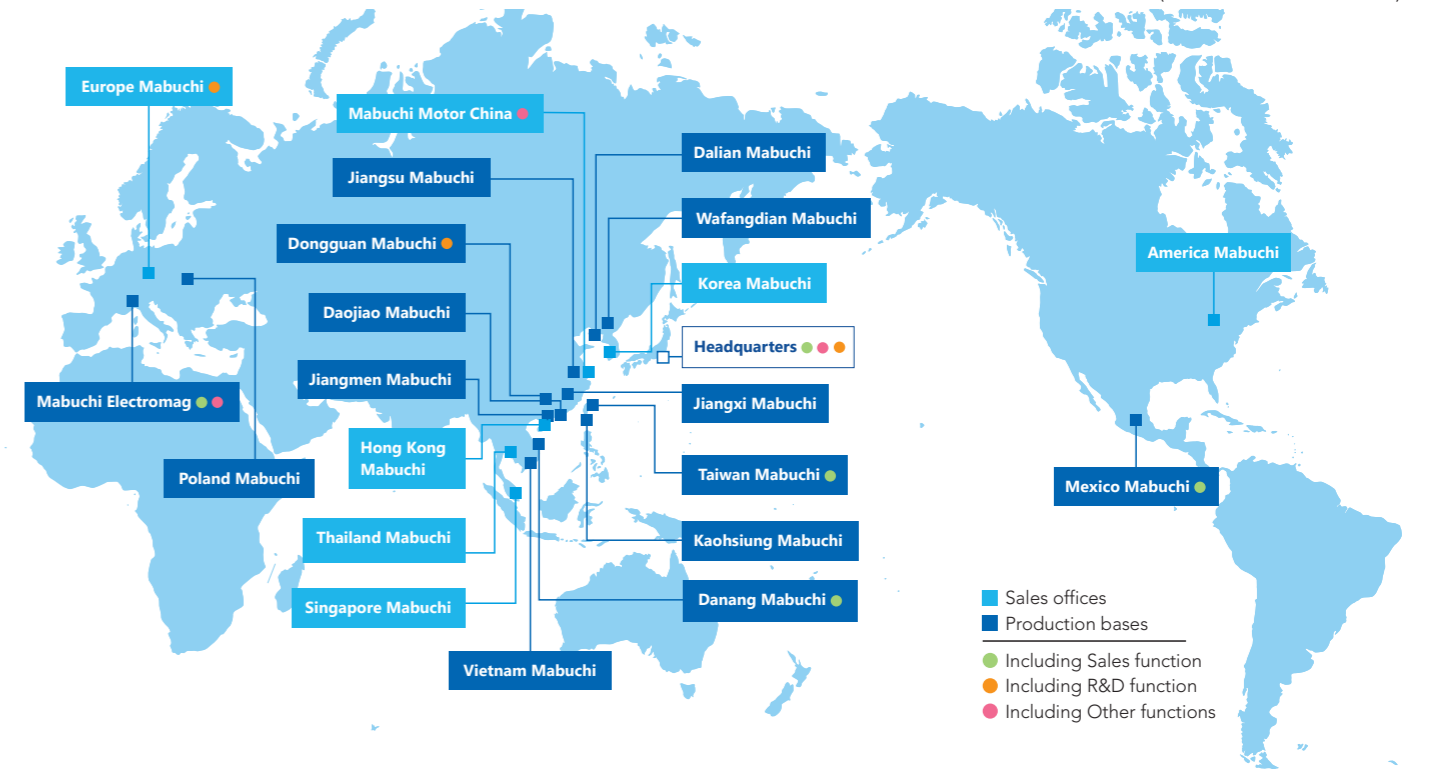 Europe Mabuchi
Mabuchi Motor China
Dalian Mabuchi
Jiangsu Mabuchi
Wafangdian Mabuchi
Dongguan Mabuchi
America Mabuchi
Korea Mabuchi
Daojiao Mabuchi
Headquarters
Jiangmen Mabuchi
Mabuchi Electromag
Jiangxi Mabuchi
Hong Kong
Mabuchi
Poland Mabuchi
Taiwan Mabuchi
Mexico Mabuchi
Thailand Mabuchi
Kaohsiung Mabuchi
Singapore Mabuchi
Danang Mabuchi
Vietnam Mabuchi
Sales offices
Production bases
Including Sales function
Including R&D function
Including Other functions